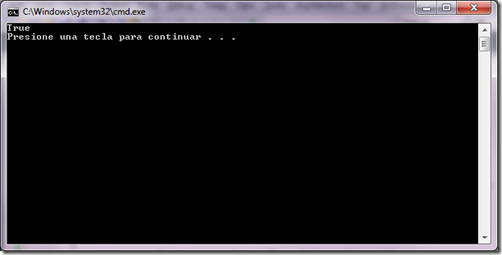 C:\Windows\system32\cmd.exe
True
Presione una tecla para continuar . . .